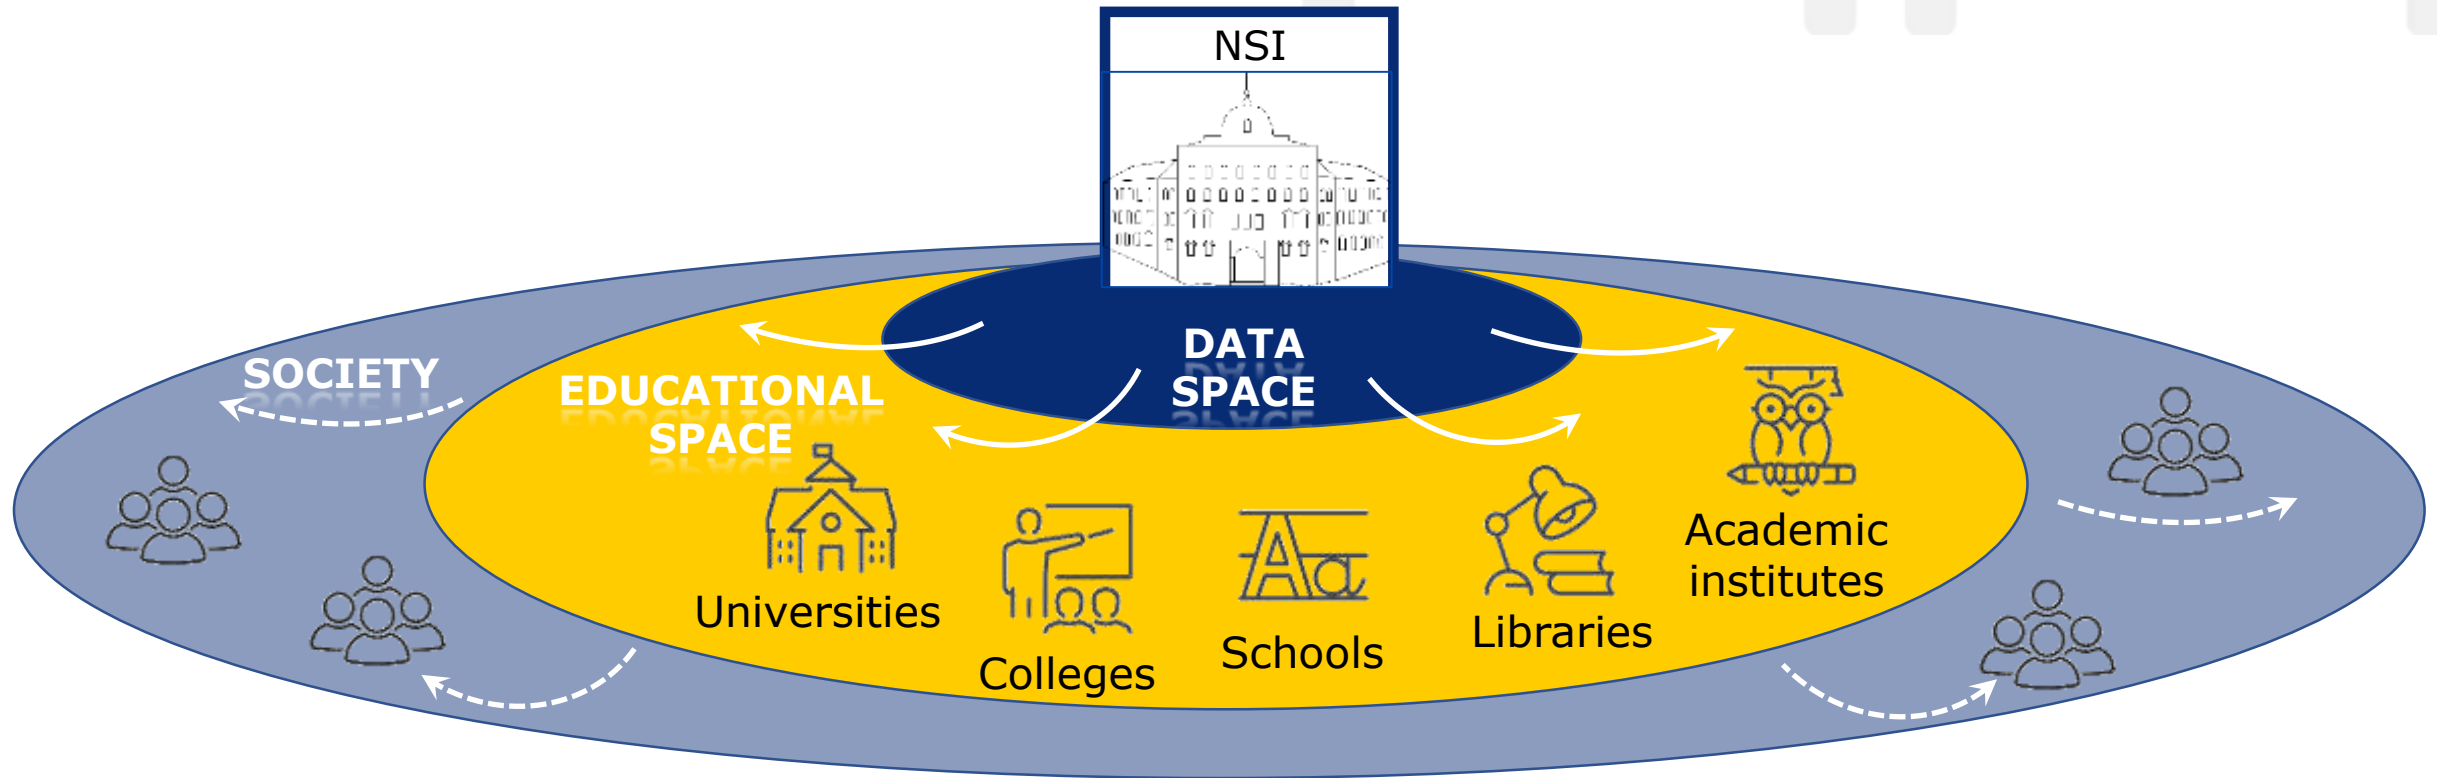 NSI
DATA
SPACE
SOCIETY
EDUCATIONAL
SPACE
Universities
Colleges
Schools
Libraries
Academic
institutes